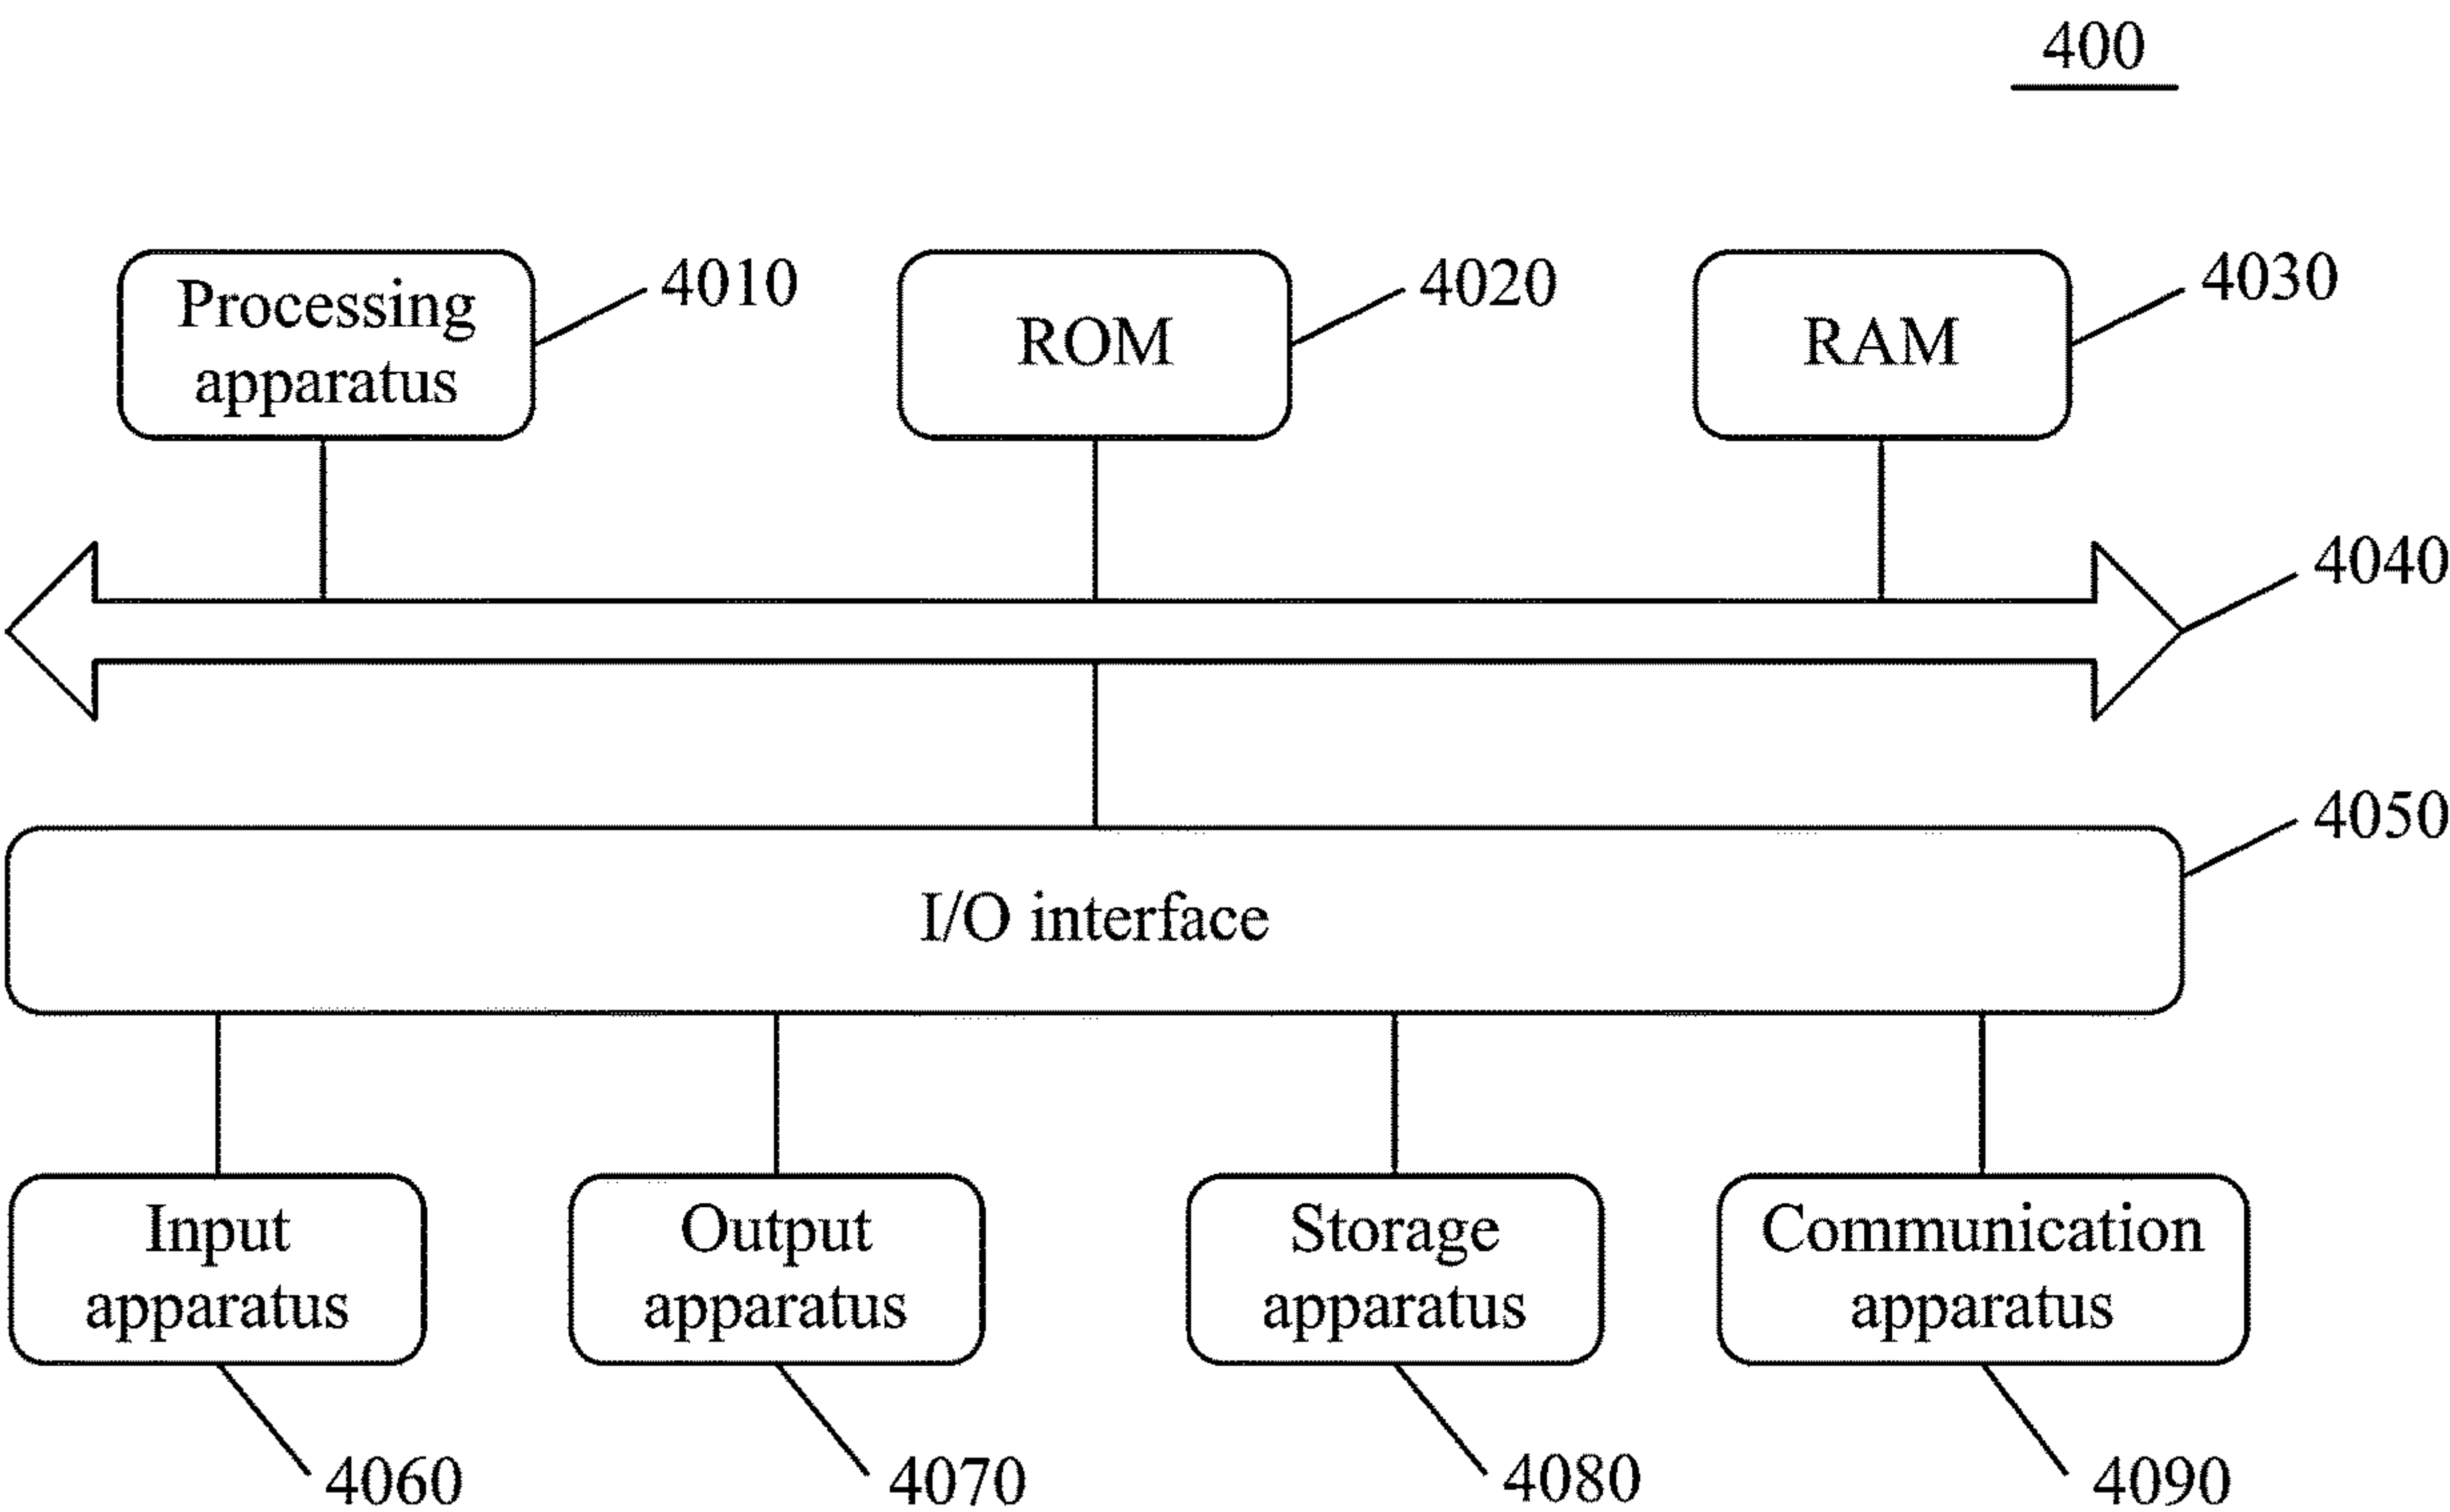 400
Processing
apparatus
4010
ROM
4020
RAM
4030
4040
4050
I/O interface
Input
apparatus
Output
apparatus
Storage
apparatus
Communication
apparatus
4060
4070
4080
4090